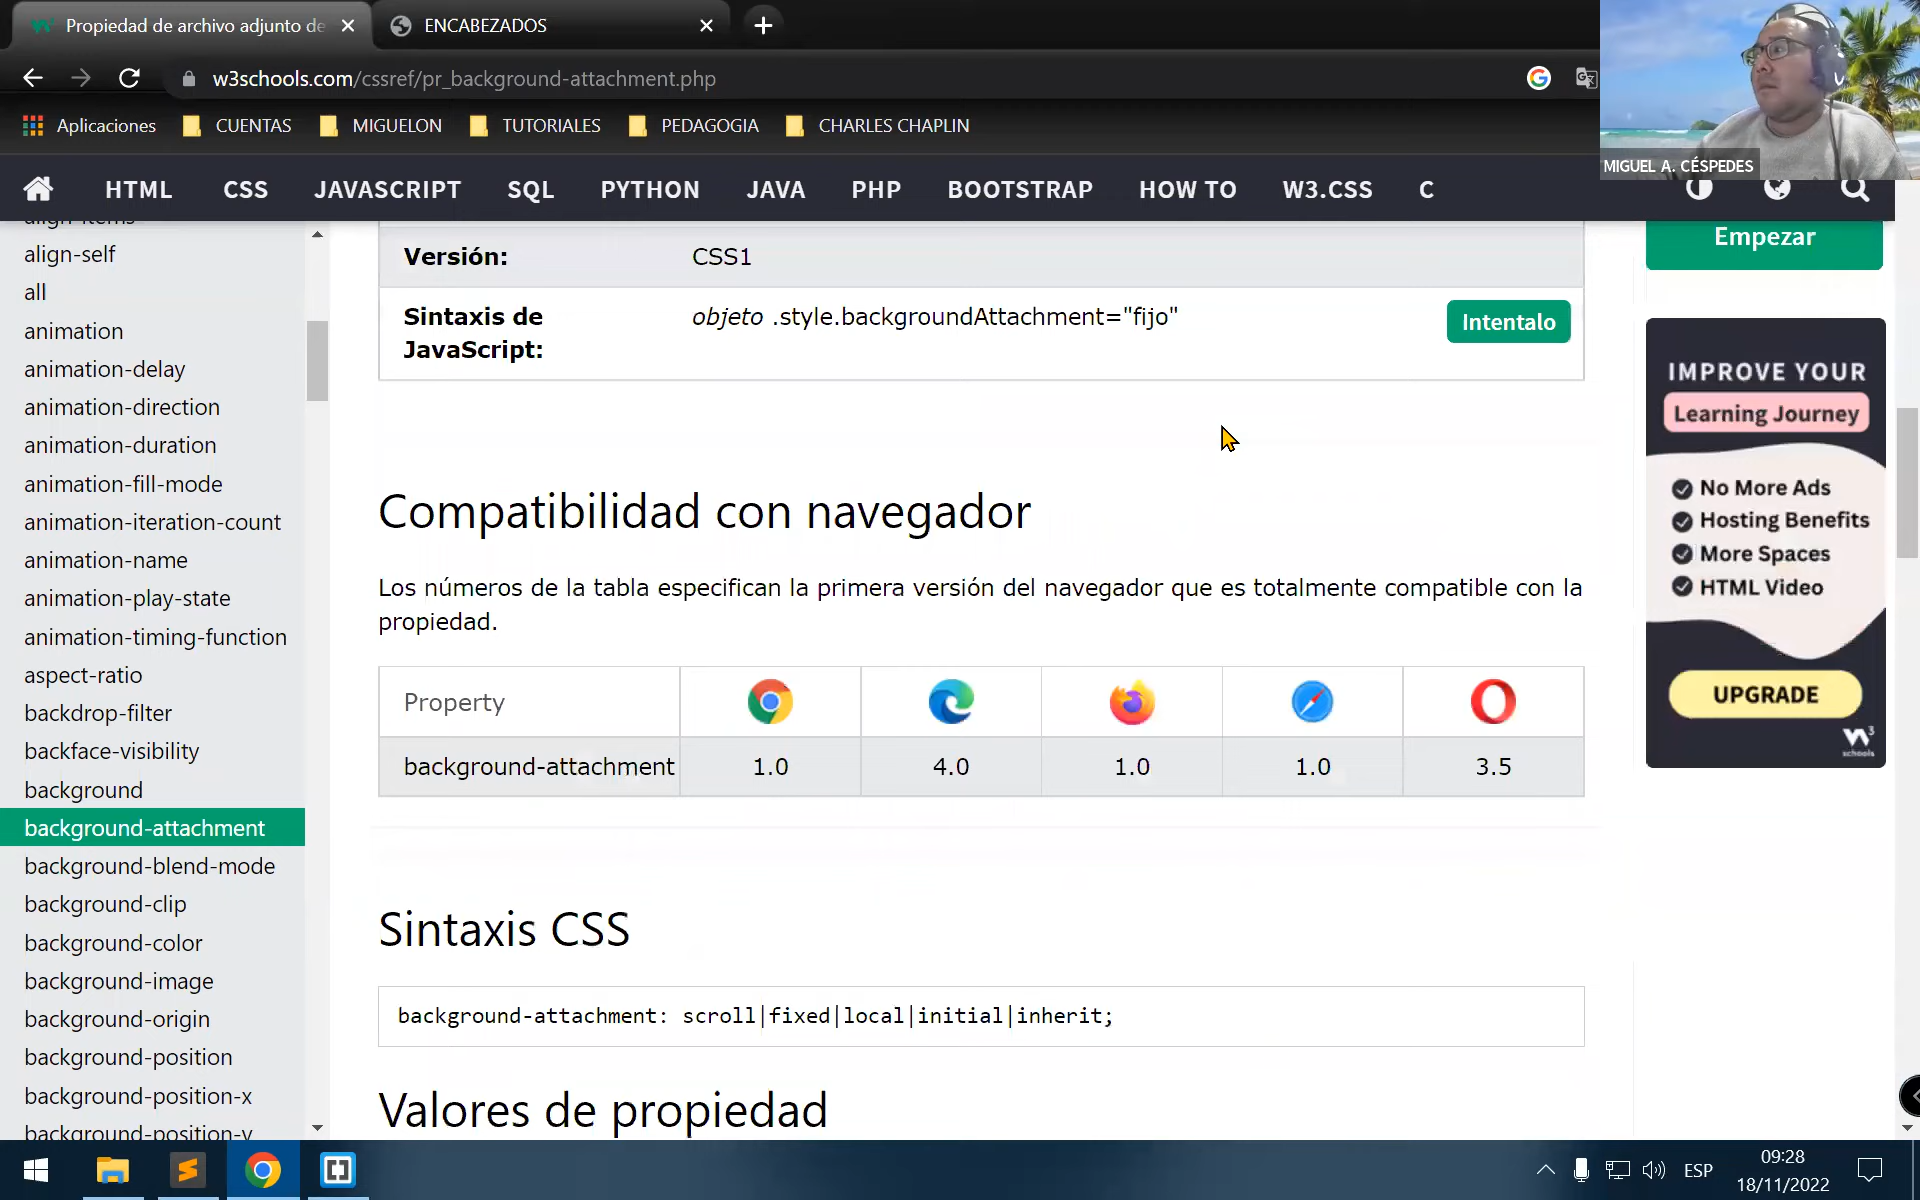 Propiedad de archivo adjunto de
ENCABEZADOS
w3schools.com/cssref/pr_background-attachment.php
Aplicaciones
CUENTAS
MIGUELON
TUTORIALES
PEDAGOGIA
CHARLES CHAPLIN
MIGUEL A. CÉSPEDES
HTML
CSS
JAVASCRIPT
SQL
PYTHON
JAVA
PHP
BOOTSTRAP
HOW TO
W3.CSS
C
align-items
align-self
all
animation
animation-delay
animation-direction
animation-duration
animation-fill-mode
animation-iteration-count
animation-name
animation-play-state
animation-timing-function
aspect-ratio
backdrop-filter
backface-visibility
background
background-attachment
background-blend-mode
background-clip
background-color
background-image
background-origin
background-position
background-position-x
background-position-y
Versión: CSS1
Sintaxis de JavaScript: objeto .style.backgroundAttachment="fijo"
Intentalo
Compatibilidad con navegador
Los números de la tabla especifican la primera versión del navegador que es totalmente compatible con la
propiedad.
Property
background-attachment 1.0 4.0 1.0 1.0 3.5
Sintaxis CSS
background-attachment: scroll|fixed|local|initial|inherit;
Valores de propiedad
Empezar
IMPROVE YOUR
Learning Journey
No More Ads
Hosting Benefits
More Spaces
HTML Video
UPGRADE
W3
schools
ESP
09:28
18/11/2022